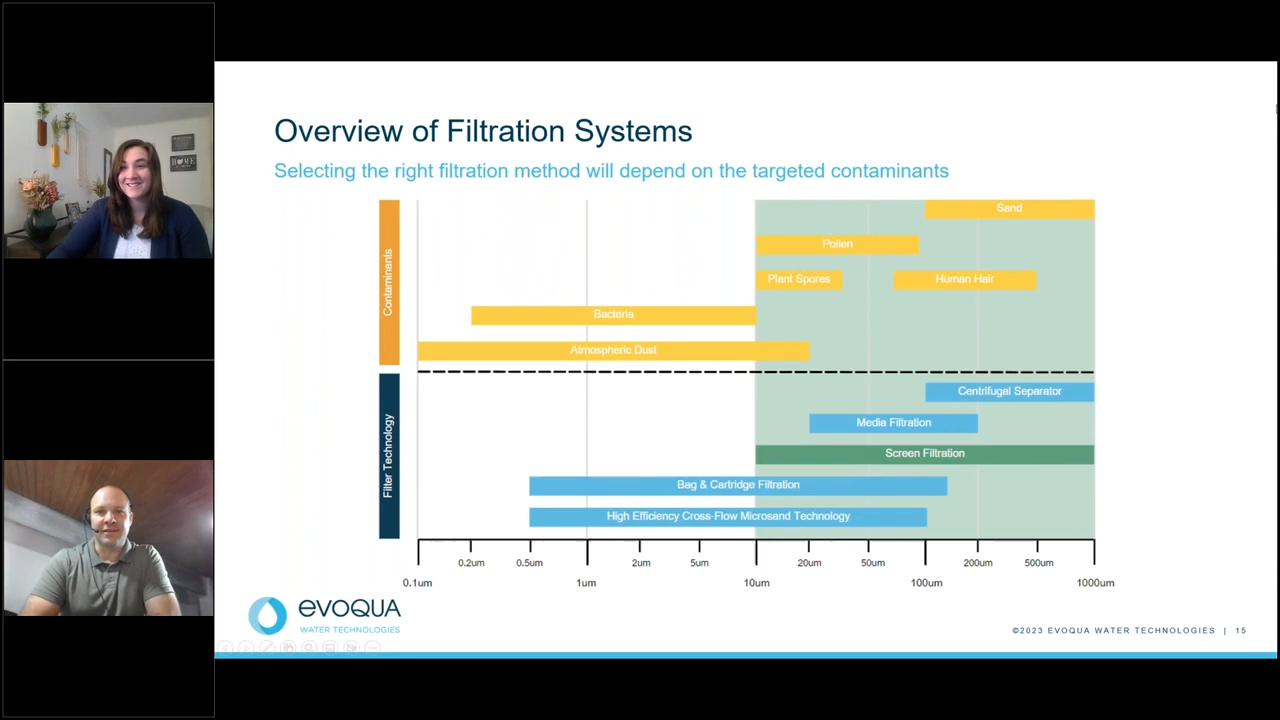 Overview of Filtration Systems
Selecting the right filtration method will depend on the targeted contaminants
Contaminants
Sand
Pollen
Plant Spores
Human Hair
Bacteria
Atmospheric Dust
Filter Technology
Centrifugal Separator
Media Filtration
Screen Filtration
Bag & Cartridge Filtration
High Efficiency Cross-Flow Microsand Technology
0.2um 0.5um 2um 5um 20um 50um 200um 500um
0.1um 1um 10um 100um 1000um
evoQUA
WATER TECHNOLOGIES
©2023 EVOQUA WATER TECHNOLOGIES | 15
HOME